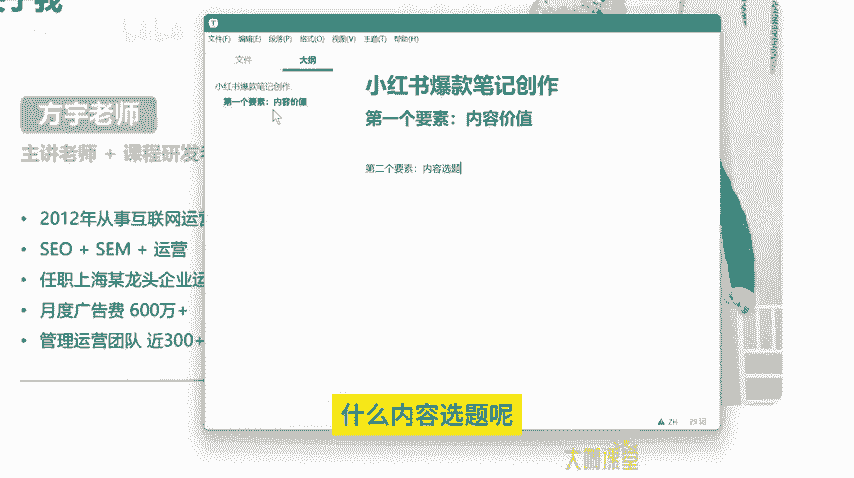 子我
方宇老师
主讲老师 + 课程研发
• 2012年从事互联网运营
• SEO + SEM + 运营
• 任职上海某龙头企业运
• 月度广告费 600万+
• 管理运营团队 近300+
T
文件(F) 编辑(E) 段落(P) 格式(O) 视图(V) 主题(T) 帮助(H)
文件 大纲
小红书爆款笔记创作
第一个要素：内容价值
小红书爆款笔记创作
第一个要素：内容价值
第二个要素：内容选题
ZH
什么内容选题呢
大鹏课堂